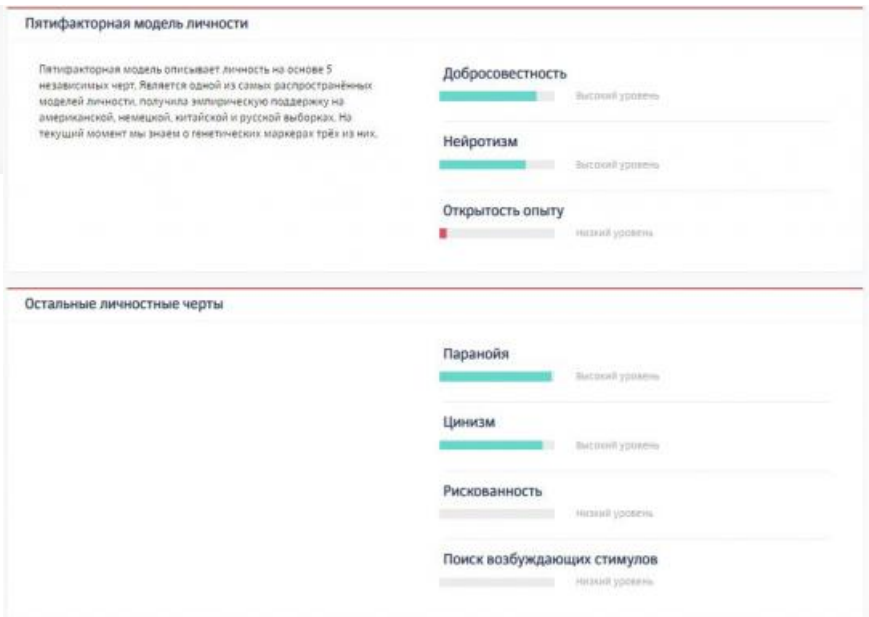 Пятифакторная модель личности
Пятифакторная модель описывает личность на основе 5
независимых черт. Является одной из самых распространённых
моделей личности, получила эмпирическую поддержку на
американской, немецкой, китайской и русской выборках. На
текущий момент мы знаем о генетических маркерах трёх из них.
Добросовестность
Высокий уровень
Нейротизм
Высокий уровень
Открытость опыту
Низкий уровень
Остальные личностные черты
Паранойя
Высокий уровень
Цинизм
Высокий уровень
Рискованность
Низкий уровень
Поиск возбуждающих стимулов
Низкий уровень